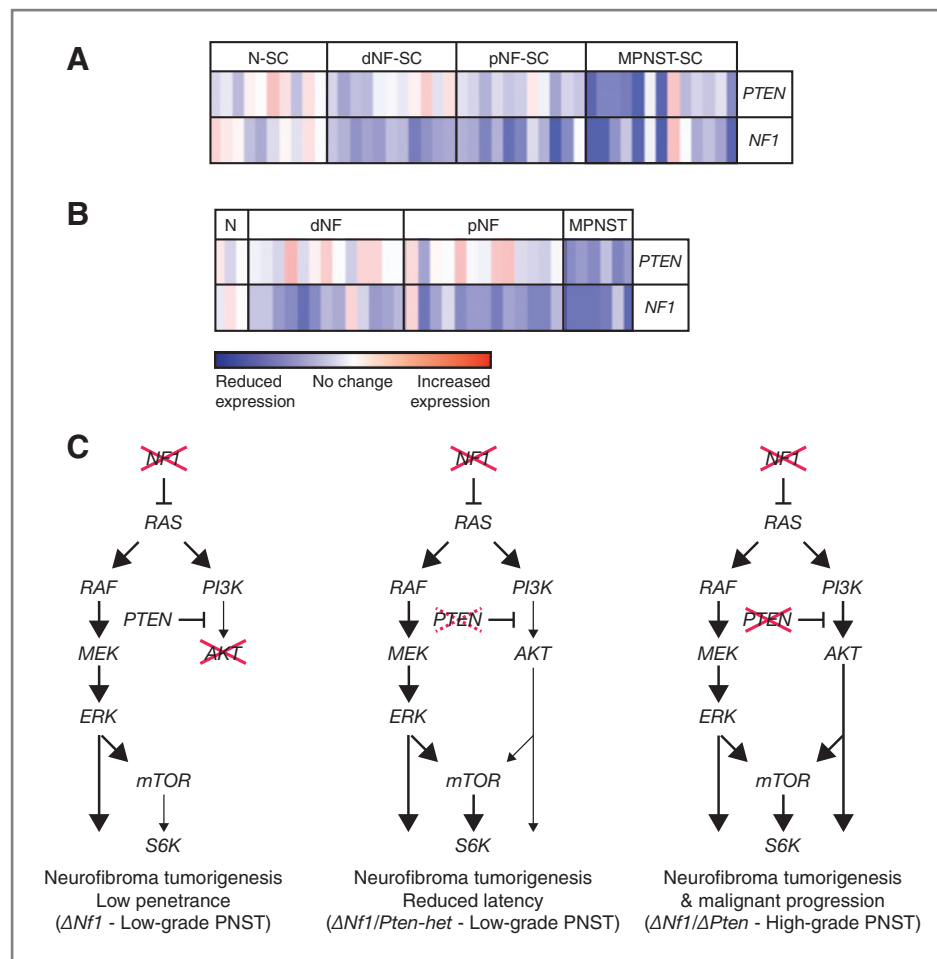 A
N-SC dNF-SC pNF-SC MPNST-SC
PTEN
NF1
B
N dNF pNF MPNST
PTEN
NF1
Reduced expression No change Increased expression
C
NF1 NF1 NF1
RAS RAS RAS
RAF PI3K RAF PI3K RAF PI3K
PTEN PTEN PTEN
MEK AKT MEK AKT MEK AKT
ERK ERK ERK
mTOR mTOR mTOR
S6K S6K S6K
Neurofibroma tumorigenesis
Low penetrance
(ΔNf1 - Low-grade PNST)
Neurofibroma tumorigenesis
Reduced latency
(ΔNf1/Pten-het - Low-grade PNST)
Neurofibroma tumorigenesis
& malignant progression
(ΔNf1/ΔPten - High-grade PNST)